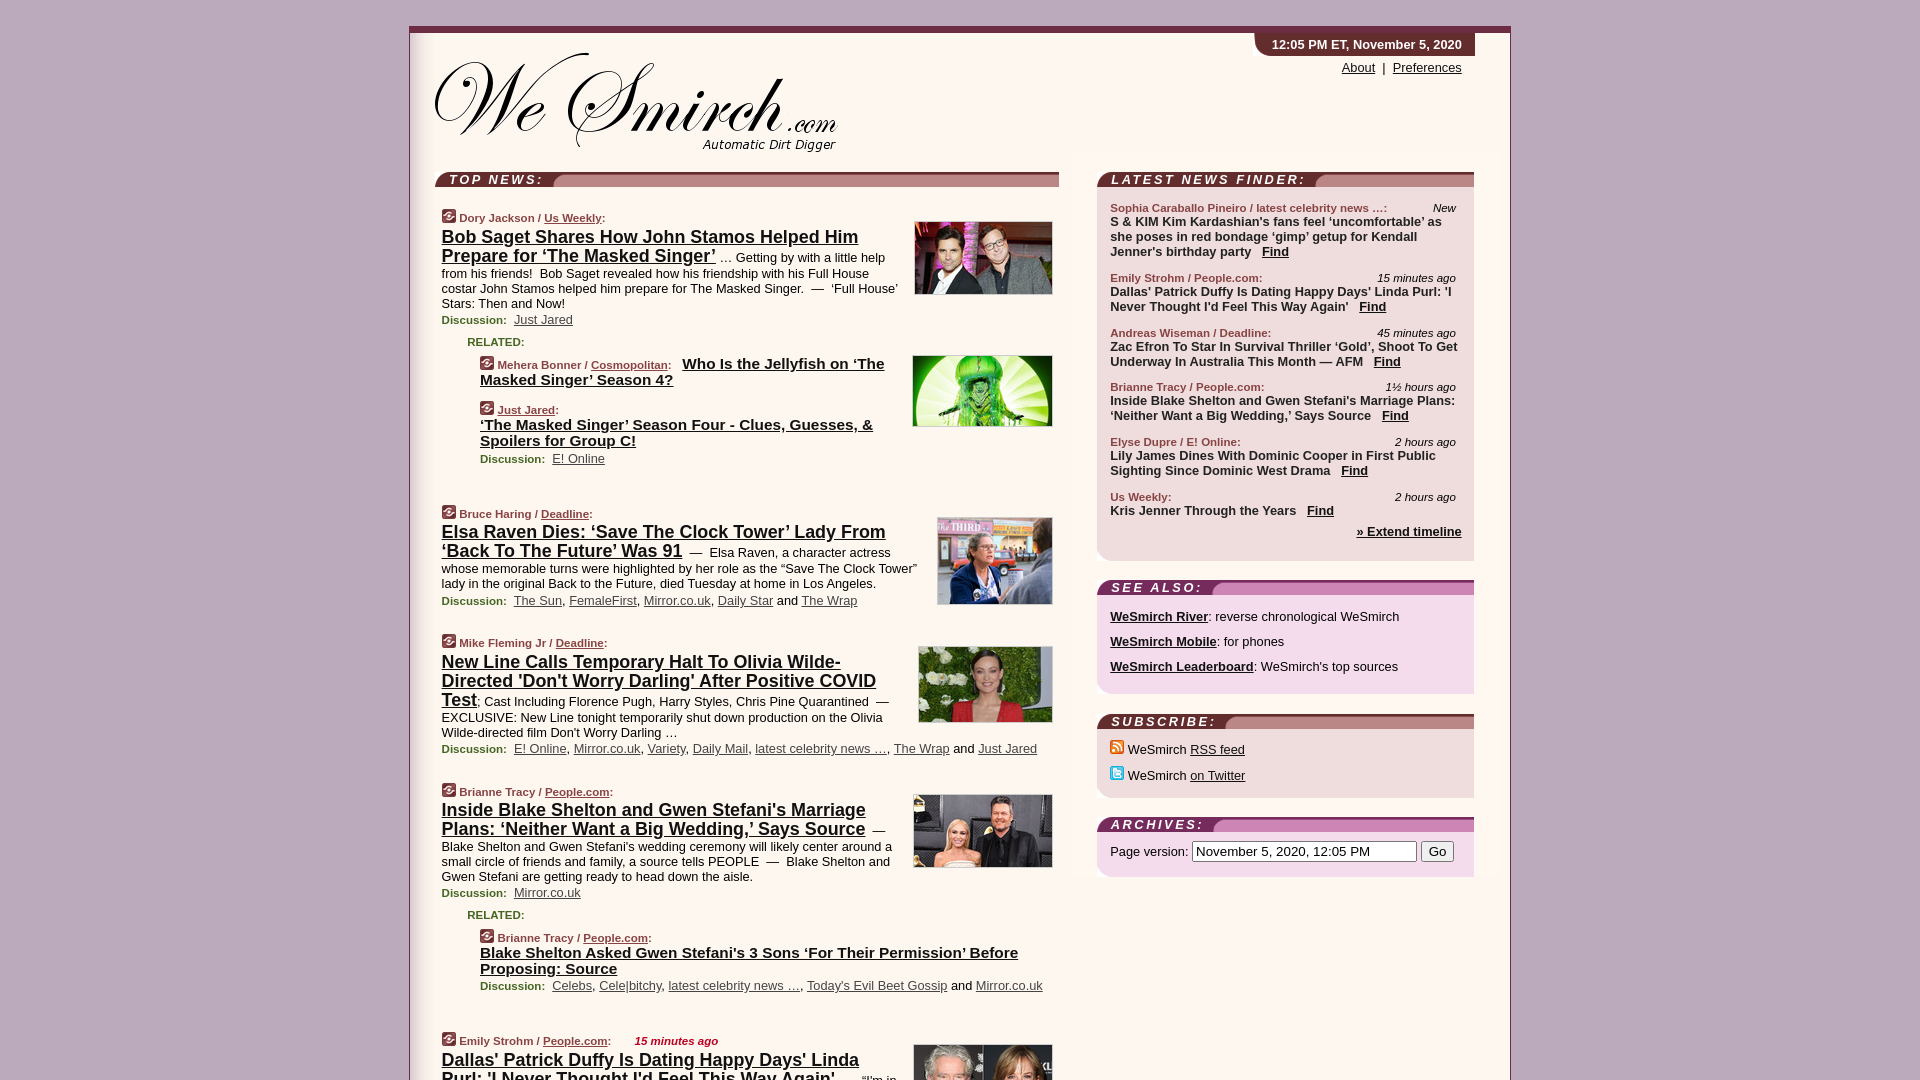 12:05 PM ET, November 5, 2020
About | Preferences
We Smirch .com
Automatic Dirt Digger
TOP NEWS:
Dory Jackson / Us Weekly:
Bob Saget Shares How John Stamos Helped Him
Prepare for ‘The Masked Singer’ … Getting by with a little help
from his friends!  Bob Saget revealed how his friendship with his Full House
costar John Stamos helped him prepare for The Masked Singer.  —  ‘Full House’
Stars: Then and Now!
Discussion: Just Jared
RELATED:
Mehera Bonner / Cosmopolitan: Who Is the Jellyfish on ‘The
Masked Singer’ Season 4?
Just Jared:
‘The Masked Singer’ Season Four - Clues, Guesses, &
Spoilers for Group C!
Discussion: E! Online
Bruce Haring / Deadline:
Elsa Raven Dies: ‘Save The Clock Tower’ Lady From
‘Back To The Future’ Was 91  —  Elsa Raven, a character actress
whose memorable turns were highlighted by her role as the “Save The Clock Tower”
lady in the original Back to the Future, died Tuesday at home in Los Angeles.
Discussion: The Sun, FemaleFirst, Mirror.co.uk, Daily Star and The Wrap
Mike Fleming Jr / Deadline:
New Line Calls Temporary Halt To Olivia Wilde-
Directed 'Don't Worry Darling' After Positive COVID
Test; Cast Including Florence Pugh, Harry Styles, Chris Pine Quarantined  —
EXCLUSIVE: New Line tonight temporarily shut down production on the Olivia
Wilde-directed film Don't Worry Darling …
Discussion: E! Online, Mirror.co.uk, Variety, Daily Mail, latest celebrity news …, The Wrap and Just Jared
Brianne Tracy / People.com:
Inside Blake Shelton and Gwen Stefani's Marriage
Plans: ‘Neither Want a Big Wedding,’ Says Source  —
Blake Shelton and Gwen Stefani's wedding ceremony will likely center around a
small circle of friends and family, a source tells PEOPLE  —  Blake Shelton and
Gwen Stefani are getting ready to head down the aisle.
Discussion: Mirror.co.uk
RELATED:
Brianne Tracy / People.com:
Blake Shelton Asked Gwen Stefani's 3 Sons ‘For Their Permission’ Before
Proposing: Source
Discussion: Celebs, Cele|bitchy, latest celebrity news …, Today's Evil Beet Gossip and Mirror.co.uk
Emily Strohm / People.com: 15 minutes ago
Dallas' Patrick Duffy Is Dating Happy Days' Linda
Purl: 'I Never Thought I'd Feel This Way Again'
LATEST NEWS FINDER:
Sophia Caraballo Pineiro / latest celebrity news …: New
S & KIM Kim Kardashian's fans feel ‘uncomfortable’ as
she poses in red bondage ‘gimp’ getup for Kendall
Jenner's birthday party Find
Emily Strohm / People.com: 15 minutes ago
Dallas' Patrick Duffy Is Dating Happy Days' Linda Purl: 'I
Never Thought I'd Feel This Way Again' Find
Andreas Wiseman / Deadline: 45 minutes ago
Zac Efron To Star In Survival Thriller ‘Gold’, Shoot To Get
Underway In Australia This Month — AFM Find
Brianne Tracy / People.com: 1½ hours ago
Inside Blake Shelton and Gwen Stefani's Marriage Plans:
‘Neither Want a Big Wedding,’ Says Source Find
Elyse Dupre / E! Online: 2 hours ago
Lily James Dines With Dominic Cooper in First Public
Sighting Since Dominic West Drama Find
Us Weekly: 2 hours ago
Kris Jenner Through the Years Find
» Extend timeline
SEE ALSO:
WeSmirch River: reverse chronological WeSmirch
WeSmirch Mobile: for phones
WeSmirch Leaderboard: WeSmirch's top sources
SUBSCRIBE:
WeSmirch RSS feed
WeSmirch on Twitter
ARCHIVES:
Page version: November 5, 2020, 12:05 PM Go